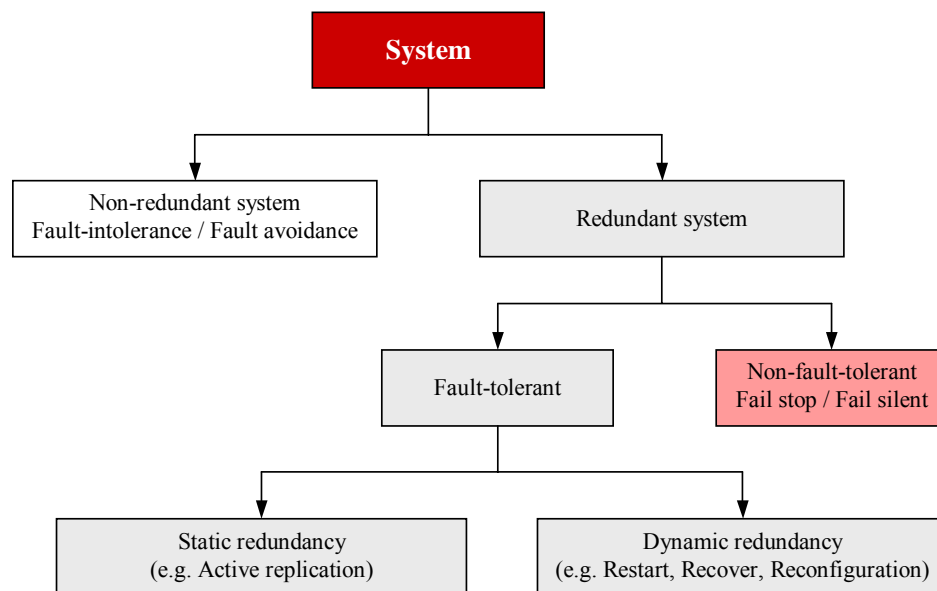 System
Non-redundant system
Fault-intolerance / Fault avoidance
Redundant system
Fault-tolerant
Non-fault-tolerant
Fail stop / Fail silent
Static redundancy
(e.g. Active replication)
Dynamic redundancy
(e.g. Restart, Recover, Reconfiguration)